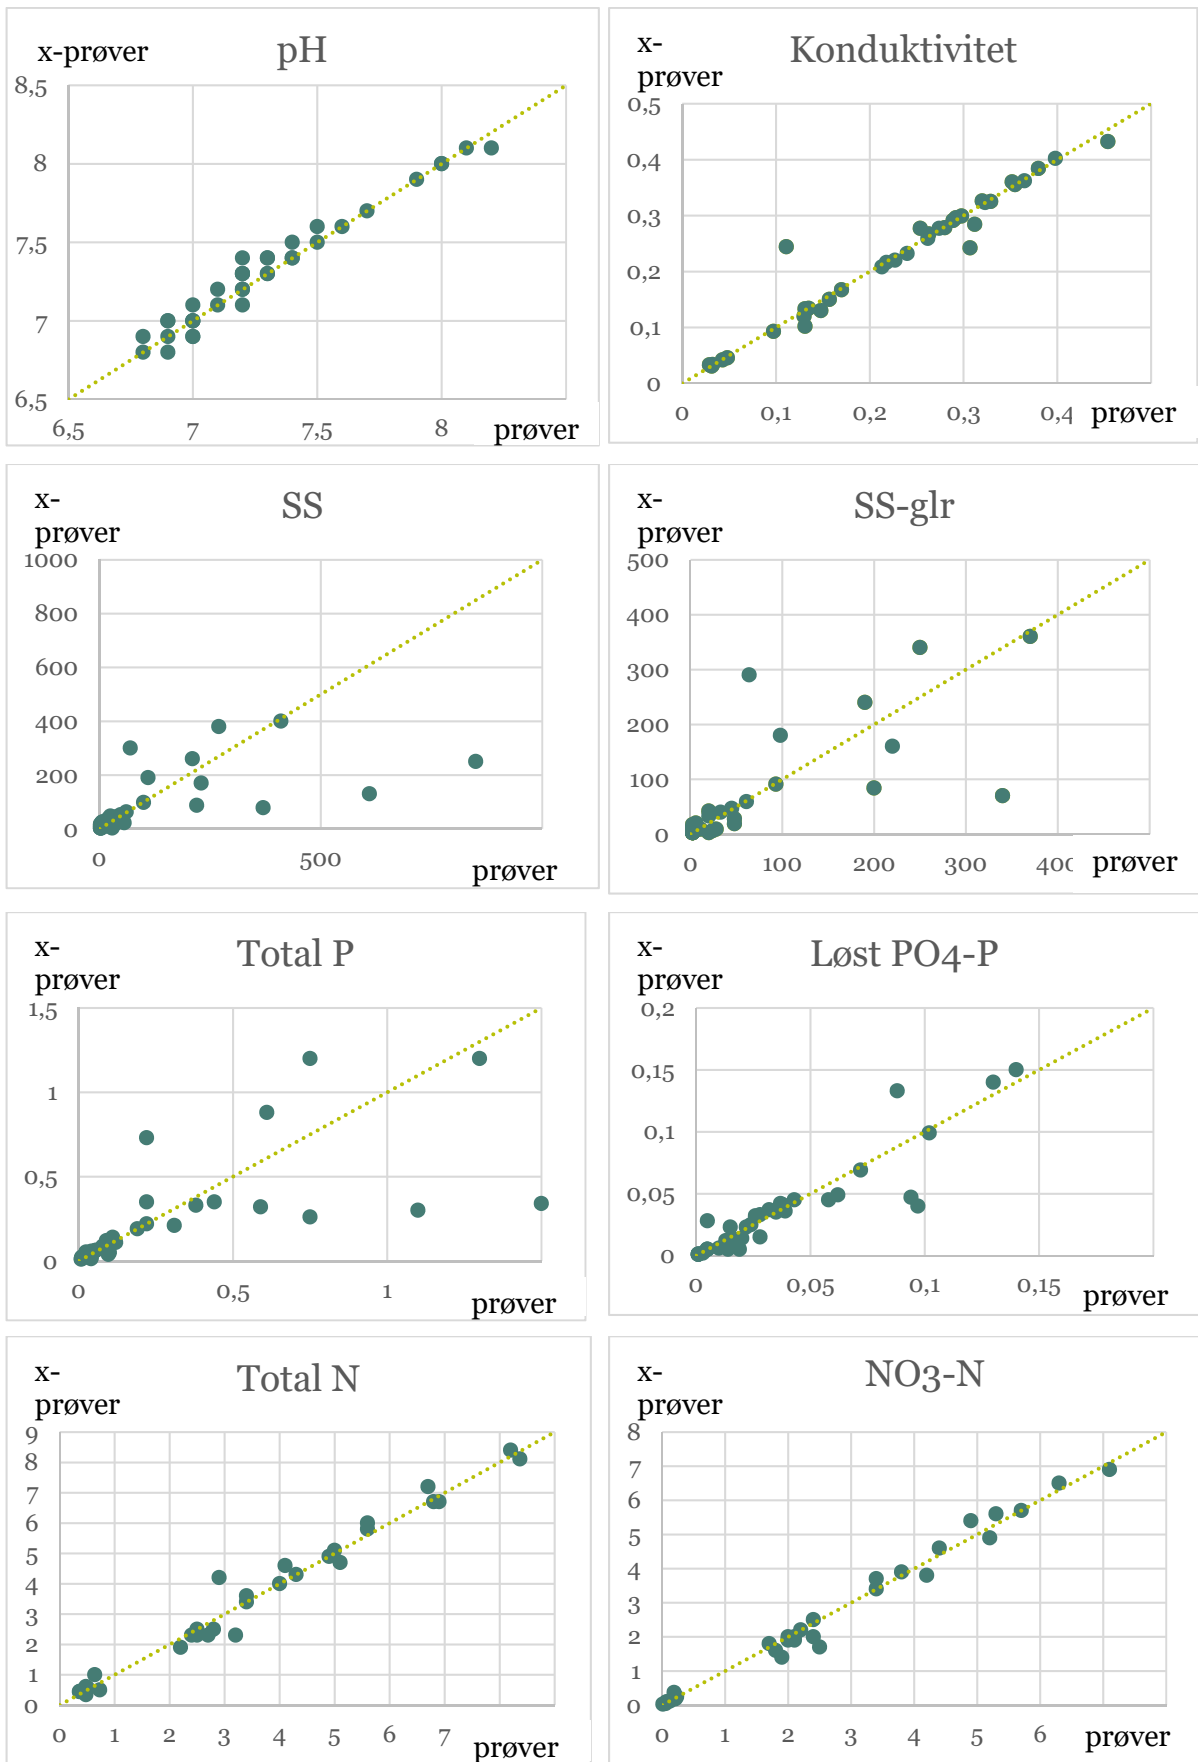 x-prøver
pH
8,5
8
7,5
7
6,5
6,5 7 7,5 8
prøver
x-
prøver
Konduktivitet
0,5
0,4
0,3
0,2
0,1
0
0 0,1 0,2 0,3 0,4
prøver
x-
prøver
SS
1000
800
600
400
200
0
0 500
prøver
x-
prøver
SS-glr
500
400
300
200
100
0
0 100 200 300 400
prøver
x-
prøver
Total P
1,5
1
0,5
0
0 0,5 1
prøver
x-
prøver
Løst PO4-P
0,2
0,15
0,1
0,05
0
0 0,05 0,1 0,15
prøver
x-
prøver
Total N
9
8
7
6
5
4
3
2
1
0
0 1 2 3 4 5 6 7
prøver
x-
prøver
NO3-N
8
7
6
5
4
3
2
1
0
0 1 2 3 4 5 6
prøver